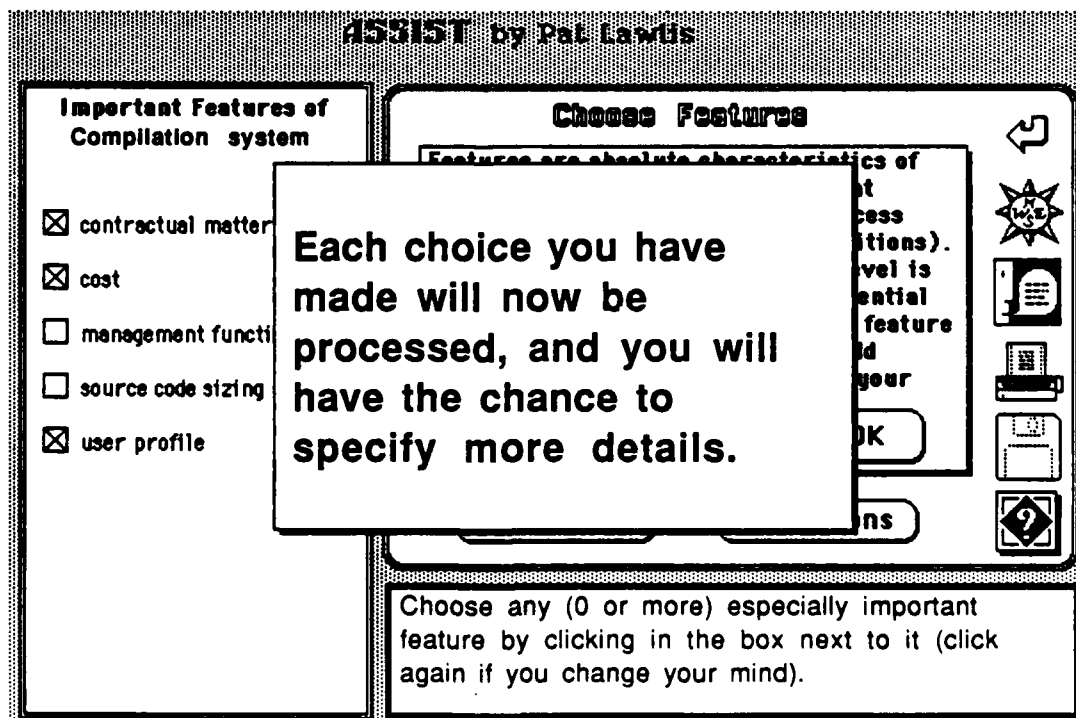 ASSIST by Pat Lawlis
Important Features of
Compilation system
contractual matter
cost
management functi
source code sizing
user profile
Choose Features
Features are absolute characteristics of
cess
itions).
vel is
ential
feature
your
OK
ns
Each choice you have
made will now be
processed, and you will
have the chance to
specify more details.
N
W E
S
?
Choose any (0 or more) especially important
feature by clicking in the box next to it (click
again if you change your mind).